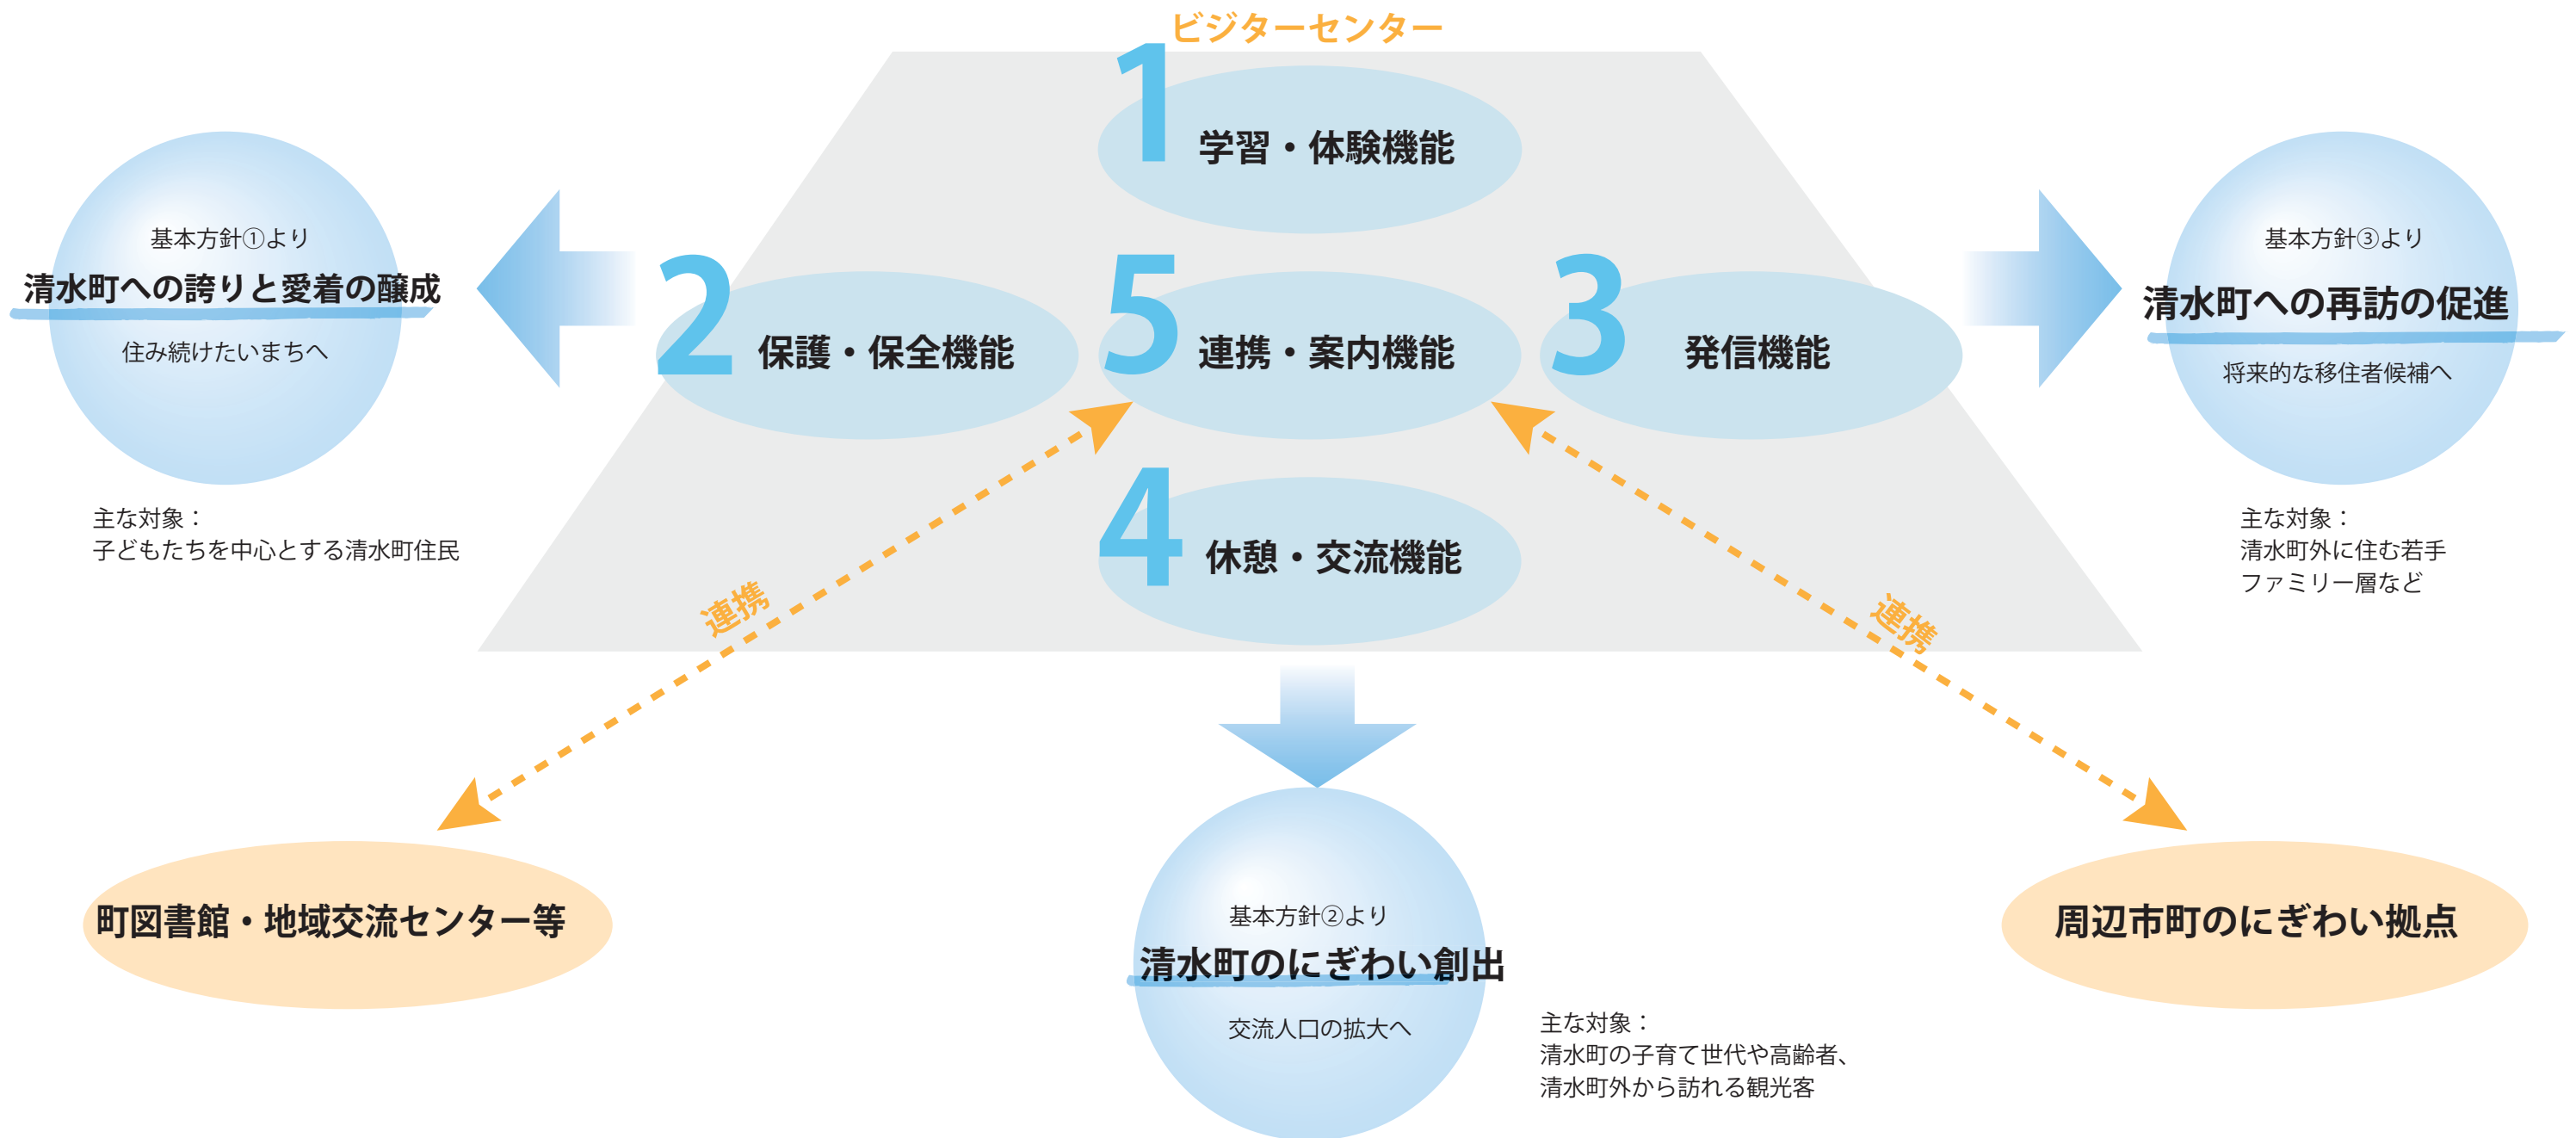 ビジターセンター
1
学習・体験機能
2
保護・保全機能
5
連携・案内機能
3
発信機能
4
休憩・交流機能
基本方針①より
清水町への誇りと愛着の醸成
住み続けたいまちへ
主な対象：
子どもたちを中心とする清水町住民
基本方針③より
清水町への再訪の促進
将来的な移住者候補へ
主な対象：
清水町外に住む若手
ファミリー層など
連携
連携
町図書館・地域交流センター等
周辺市町のにぎわい拠点
基本方針②より
清水町のにぎわい創出
交流人口の拡大へ
主な対象：
清水町の子育て世代や高齢者、
清水町外から訪れる観光客